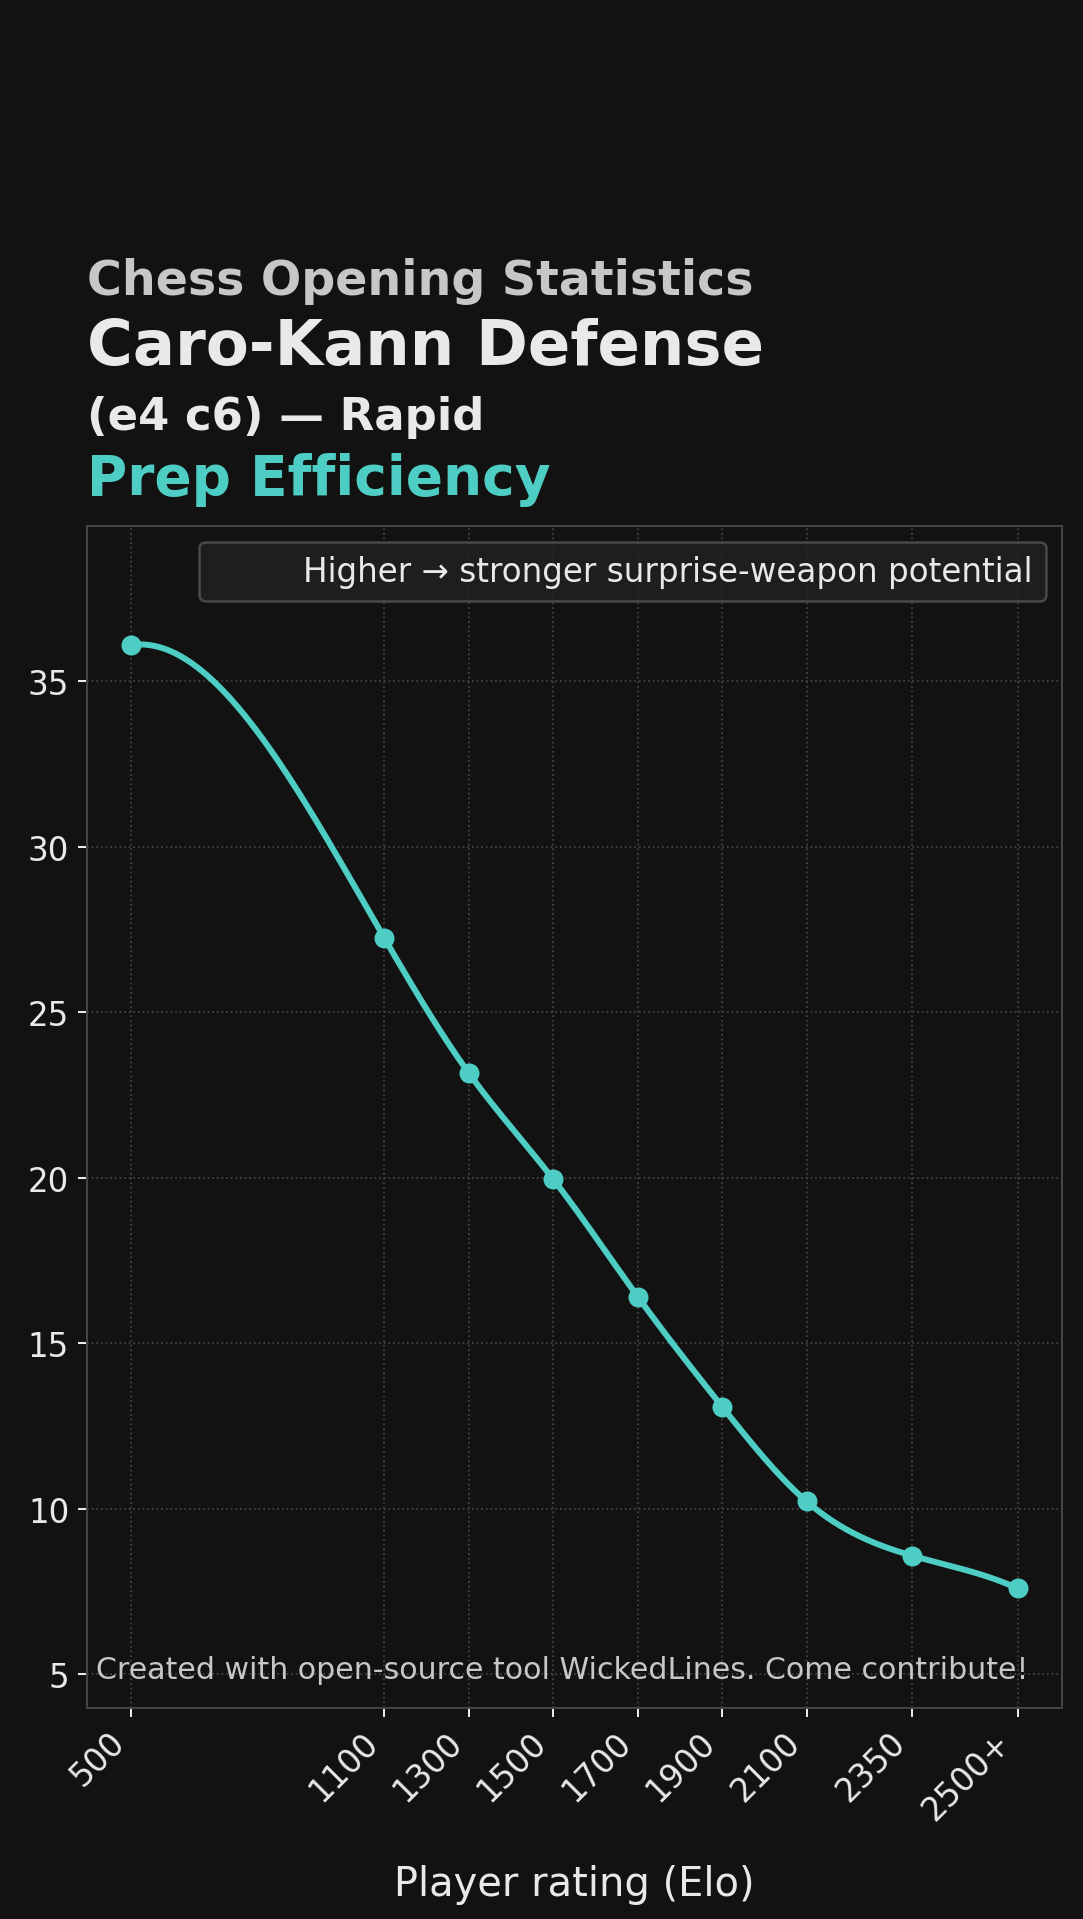 Chess Opening Statistics
Caro-Kann Defense
(e4 c6) — Rapid
Prep Efficiency
Higher → stronger surprise-weapon potential
35
30
25
20
15
10
5
Created with open-source tool WickedLines. Come contribute!
500
1100
1300
1500
1700
1900
2100
2350
2500+
Player rating (Elo)